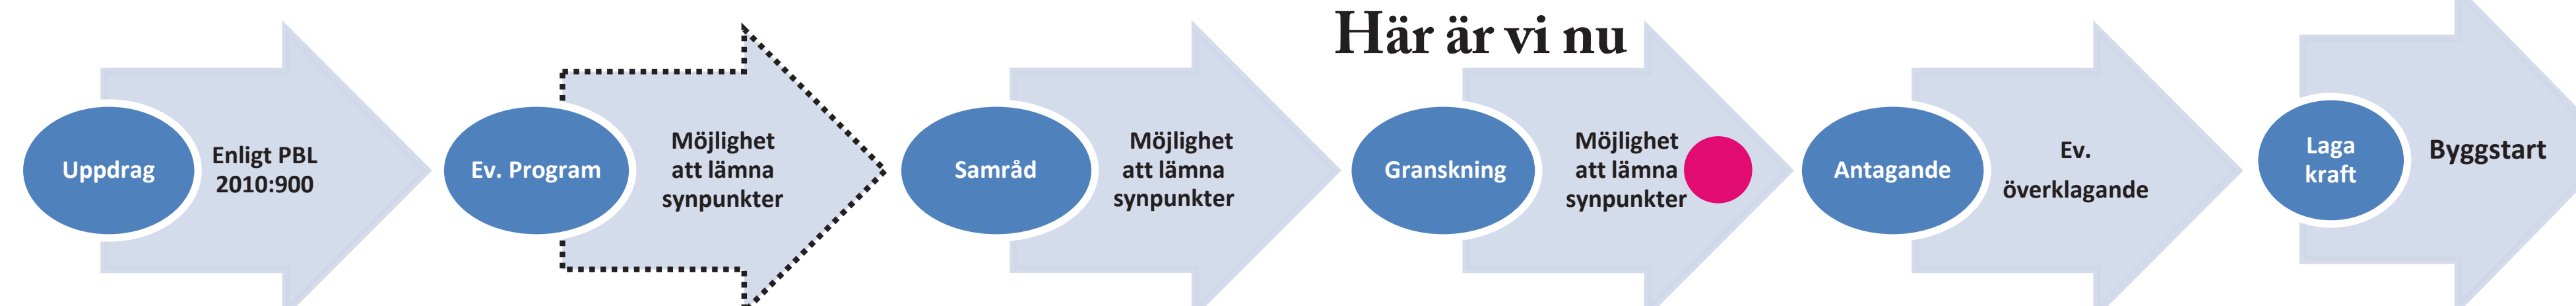 Här är vi nu
Uppdrag
Enligt PBL
2010:900
Ev. Program
Möjlighet
att lämna
synpunkter
Samråd
Möjlighet
att lämna
synpunkter
Granskning
Möjlighet
att lämna
synpunkter
Antagande
Ev.
överklagande
Laga
kraft
Byggstart